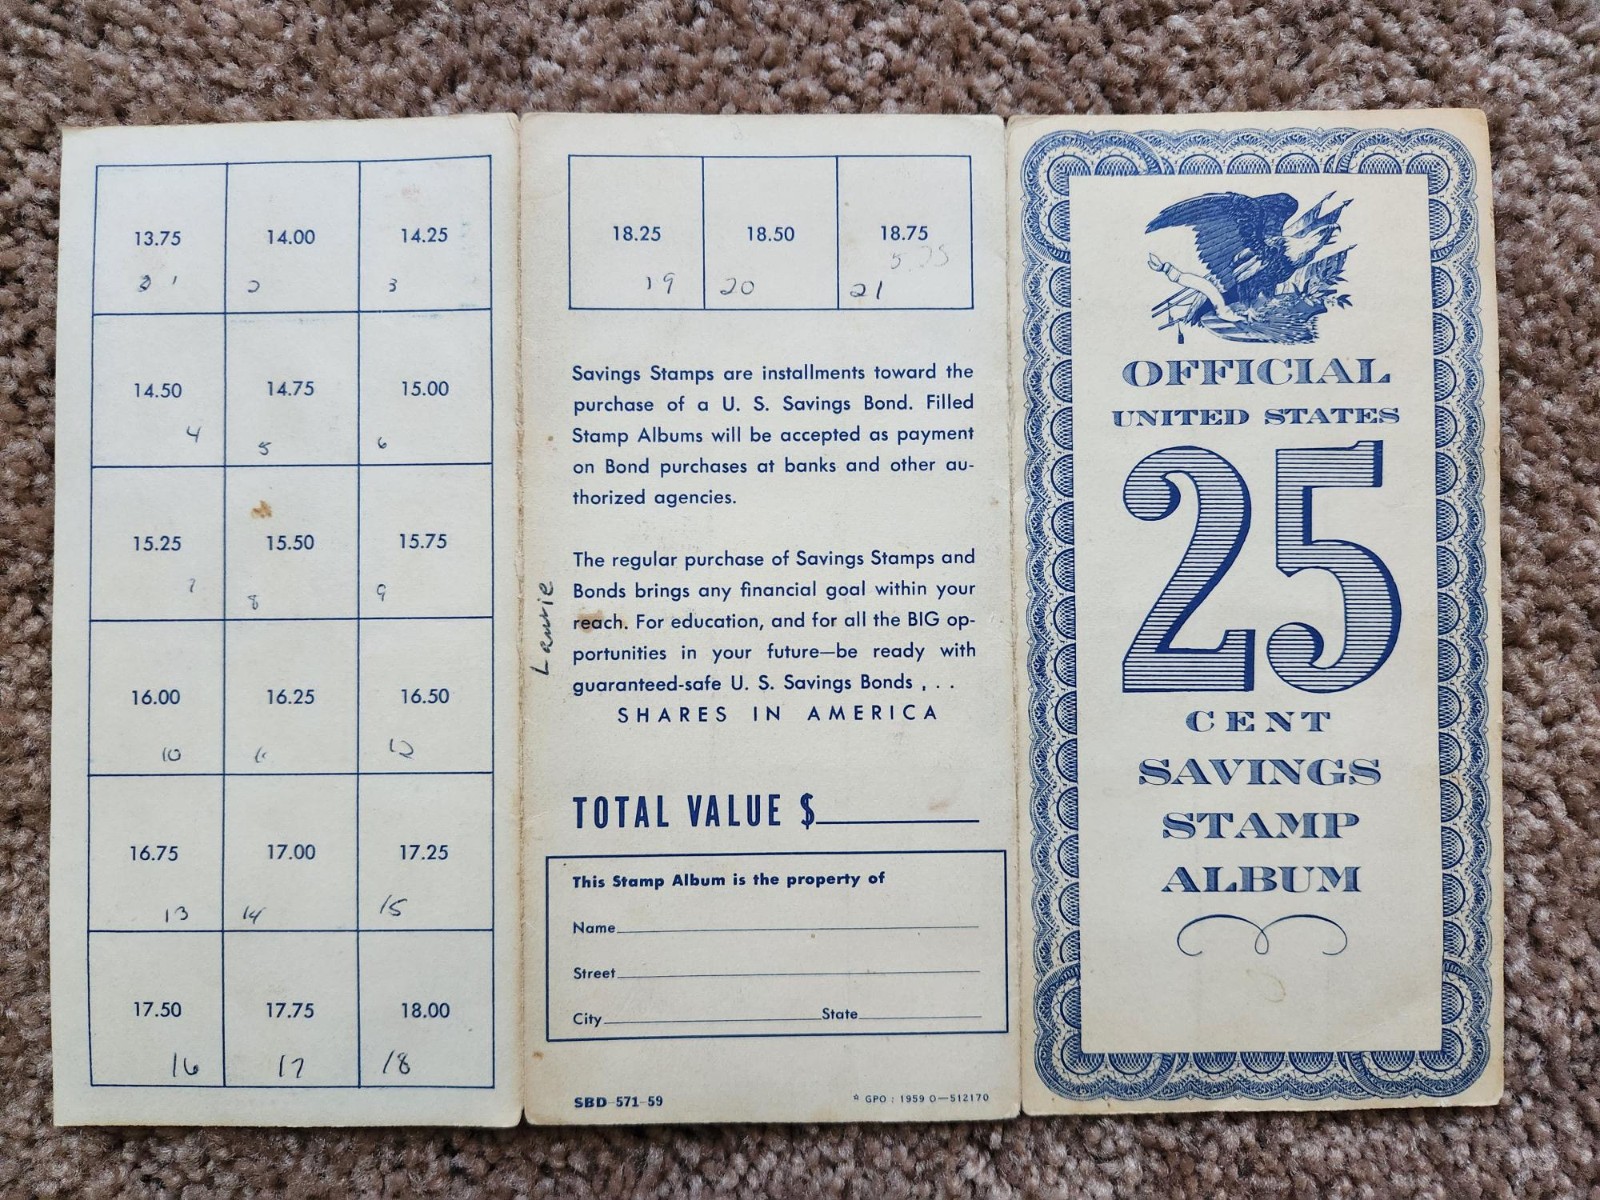 13.75 14.00 14.25
1 2 3
14.50 14.75 15.00
4 5 6
15.25 15.50 15.75
7 8 9
16.00 16.25 16.50
10 11 12
16.75 17.00 17.25
13 14 15
17.50 17.75 18.00
16 17 18
18.25 18.50 18.75
5.25
19 20 21
Savings Stamps are installments toward the
purchase of a U. S. Savings Bond. Filled
Stamp Albums will be accepted as payment
on Bond purchases at banks and other au-
thorized agencies.
The regular purchase of Savings Stamps and
Bonds brings any financial goal within your
reach. For education, and for all the BIG op-
portunities in your future—be ready with
guaranteed-safe U. S. Savings Bonds . . .
SHARES IN AMERICA
Laurie
TOTAL VALUE $
This Stamp Album is the property of
Name
Street
City State
SBD-571-59
GPO : 1959 O—512170
OFFICIAL
UNITED STATES
25
CENT
SAVINGS
STAMP
ALBUM